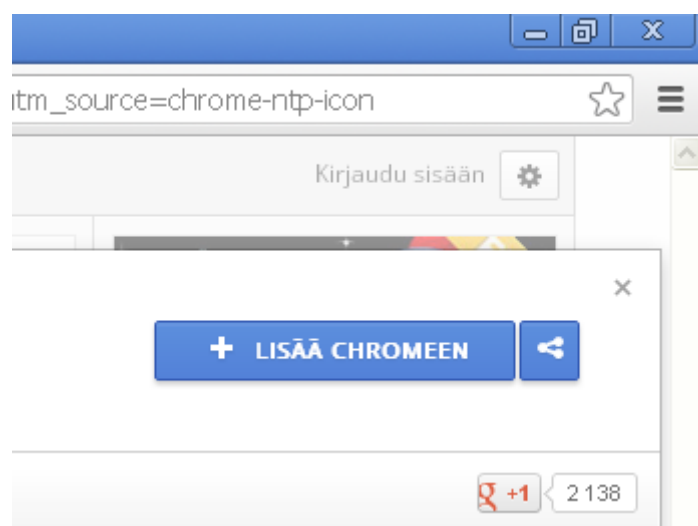 utm_source=chrome-ntp-icon
Kirjaudu sisään
+ LISÄÄ CHROMEEN
g +1 2 138